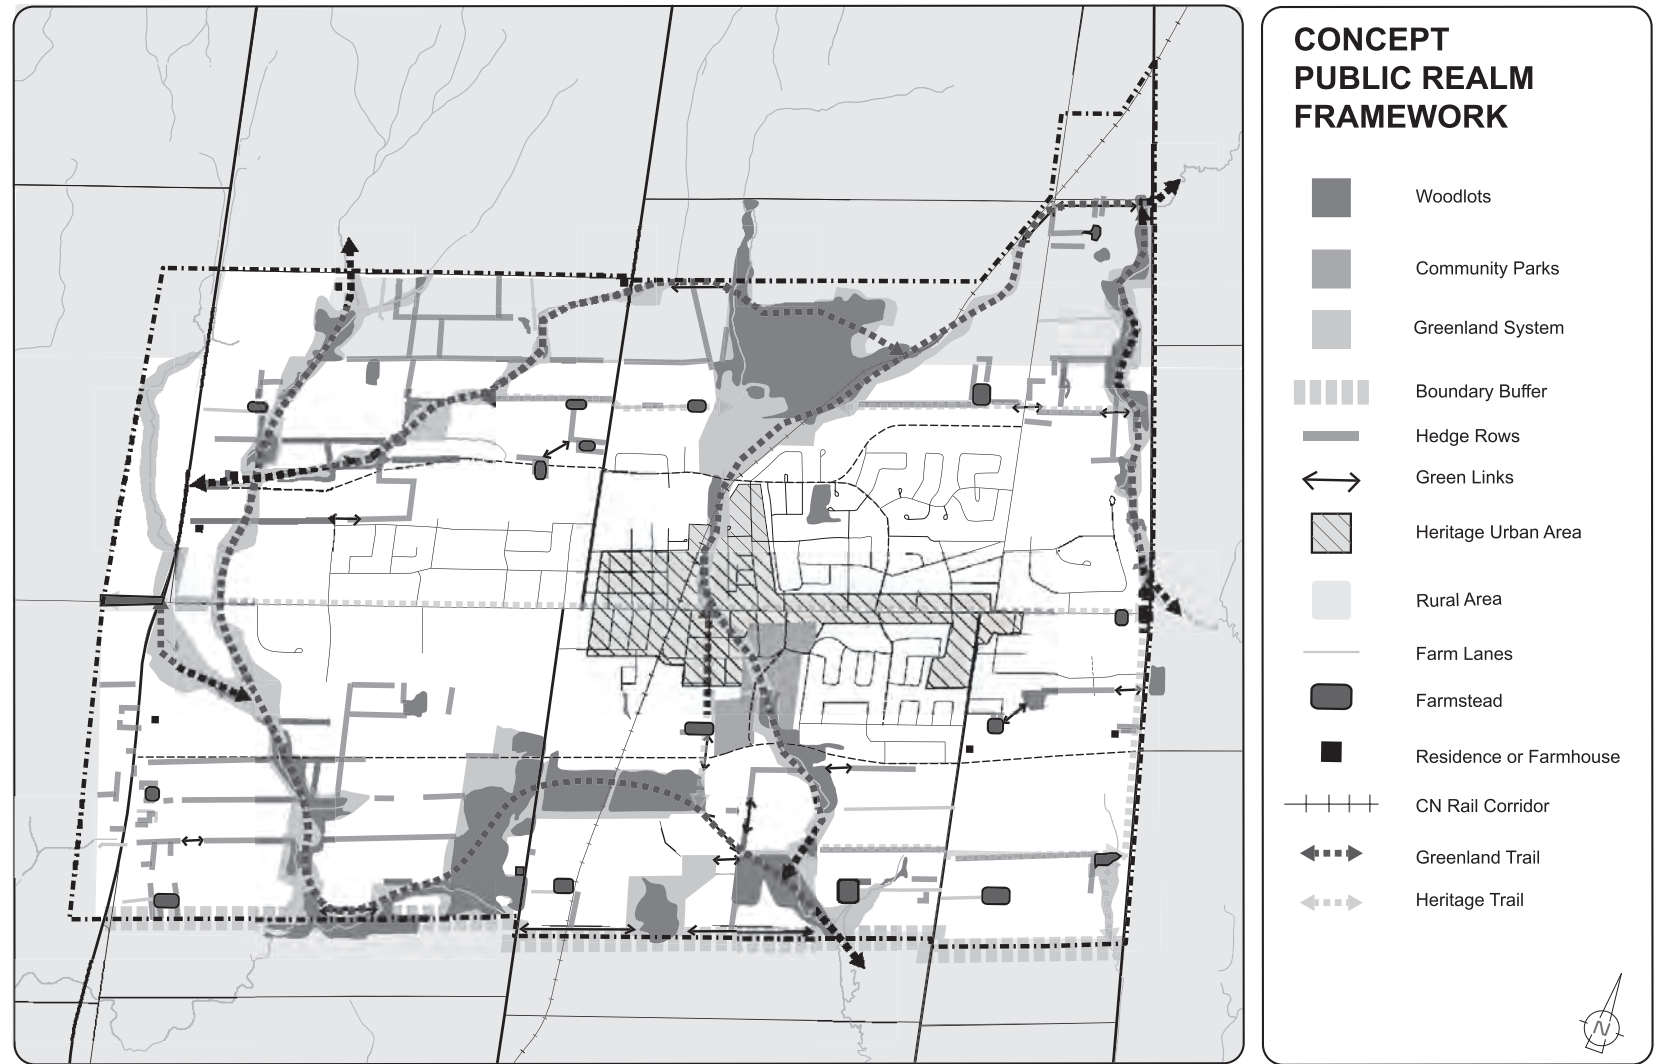 CONCEPT
PUBLIC REALM
FRAMEWORK
Woodlots
Community Parks
Greenland System
Boundary Buffer
Hedge Rows
Green Links
Heritage Urban Area
Rural Area
Farm Lanes
Farmstead
Residence or Farmhouse
CN Rail Corridor
Greenland Trail
Heritage Trail
N